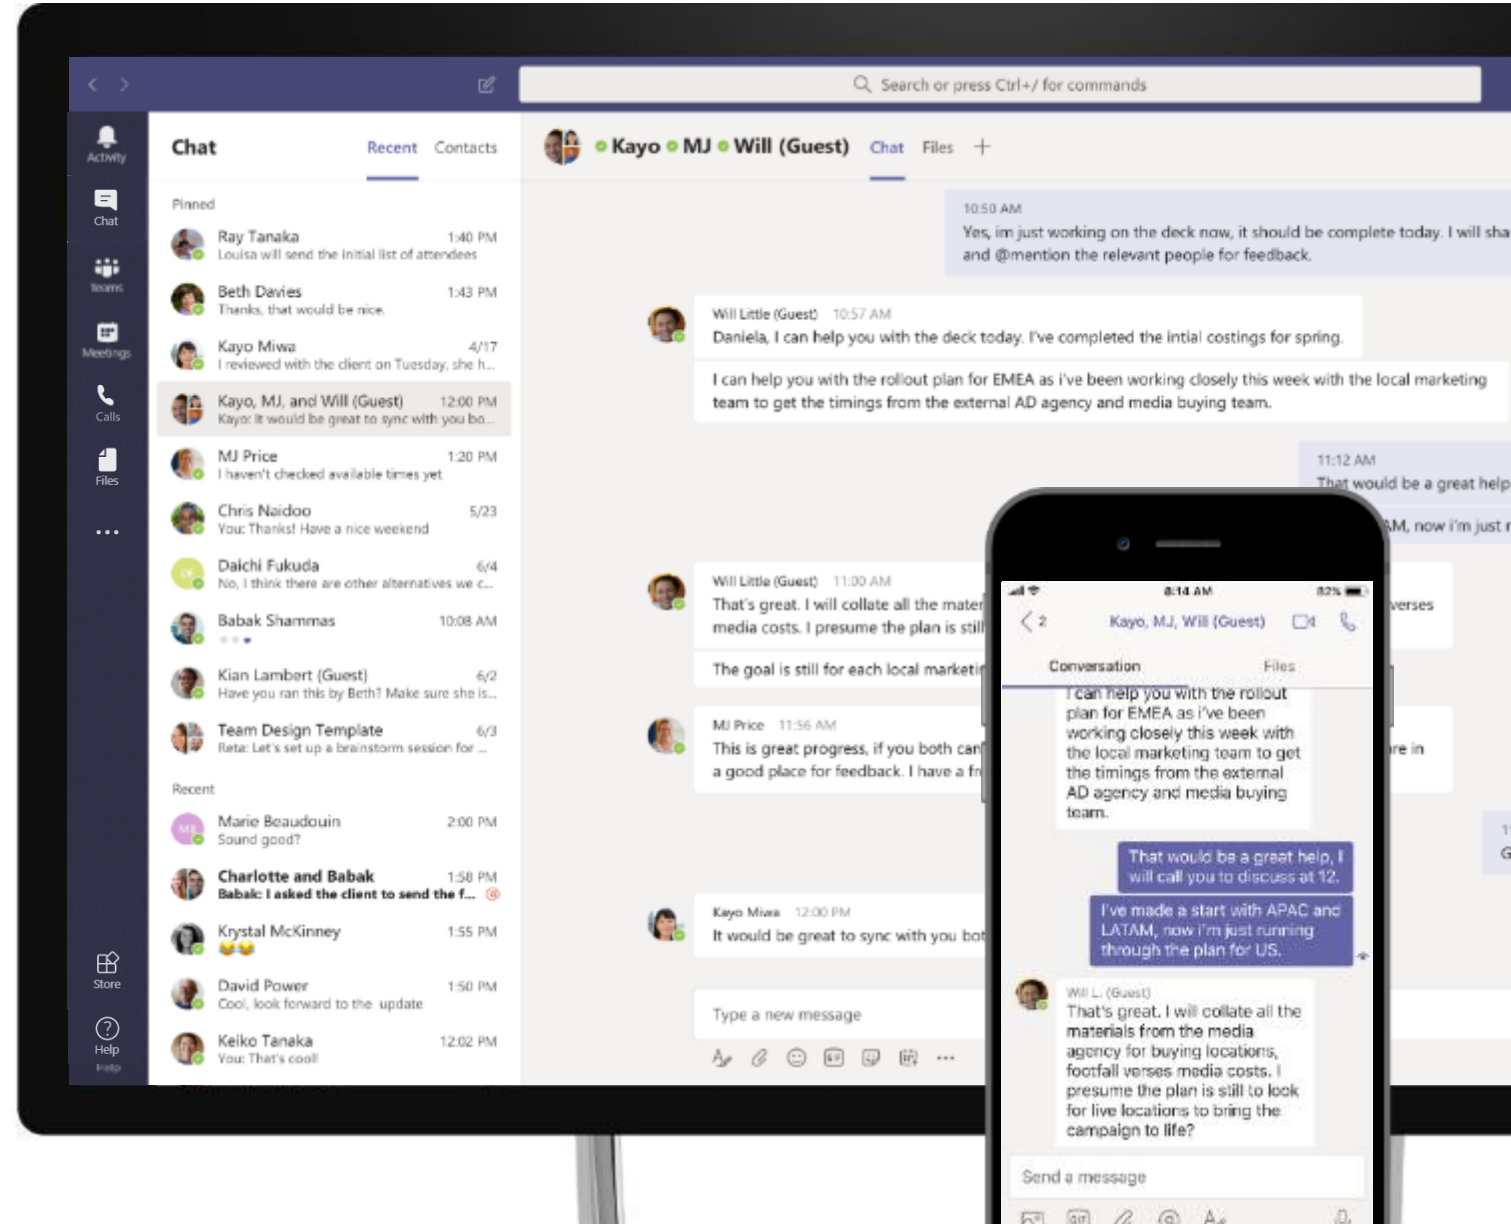 Search or press Ctrl+/ for commands
Activity
Chat
Teams
Meetings
Calls
Files
Store
Help
Help
Chat
Recent Contacts
Pinned
Ray Tanaka 1:40 PM
Louisa will send the initial list of attendees
Beth Davies 1:43 PM
Thanks, that would be nice.
Kayo Miwa 4/17
I reviewed with the client on Tuesday, she h...
Kayo, MJ, and Will (Guest) 12:00 PM
Kayo: It would be great to sync with you bo...
MJ Price 1:20 PM
I haven't checked available times yet
Chris Naidoo 5/23
You: Thanks! Have a nice weekend
Daichi Fukuda 6/4
No, I think there are other alternatives we c...
Babak Shammas 10:08 AM
Kian Lambert (Guest) 6/2
Have you ran this by Beth? Make sure she is...
Team Design Template 6/3
Reta: Let's set up a brainstorm session for ...
Recent
Marie Beaudouin 2:00 PM
Sound good?
Charlotte and Babak 1:58 PM
Babak: I asked the client to send the f... @
Krystal McKinney 1:55 PM
David Power 1:50 PM
Cool, look forward to the update
Keiko Tanaka 12:02 PM
You: That's cool!
Kayo MJ Will (Guest) Chat Files +
10:50 AM
Yes, im just working on the deck now, it should be complete today. I will sha
and @mention the relevant people for feedback.
Will Little (Guest) 10:57 AM
Daniela, I can help you with the deck today. I've completed the intial costings for spring.
I can help you with the rollout plan for EMEA as i've been working closely this week with the local marketing
team to get the timings from the external AD agency and media buying team.
11:12 AM
That would be a great help
AM, now i'm just r
Will Little (Guest) 11:00 AM
That's great. I will collate all the mater
verses
media costs. I presume the plan is still
The goal is still for each local marketi
MJ Price 11:56 AM
This is great progress, if you both can
re in
a good place for feedback. I have a fr
11
G
Kayo Miwa 12:00 PM
It would be great to sync with you bot
Type a new message
8:14 AM 82%
2 Kayo, MJ, Will (Guest)
Conversation Files
I can help you with the rollout
plan for EMEA as i've been
working closely this week with
the local marketing team to get
the timings from the external
AD agency and media buying
team.
That would be a great help, I
will call you to discuss at 12.
I've made a start with APAC and
LATAM, now i'm just running
through the plan for US.
Will L. (Guest)
That's great. I will collate all the
materials from the media
agency for buying locations,
footfall verses media costs. I
presume the plan is still to look
for live locations to bring the
campaign to life?
Send a message
GIF